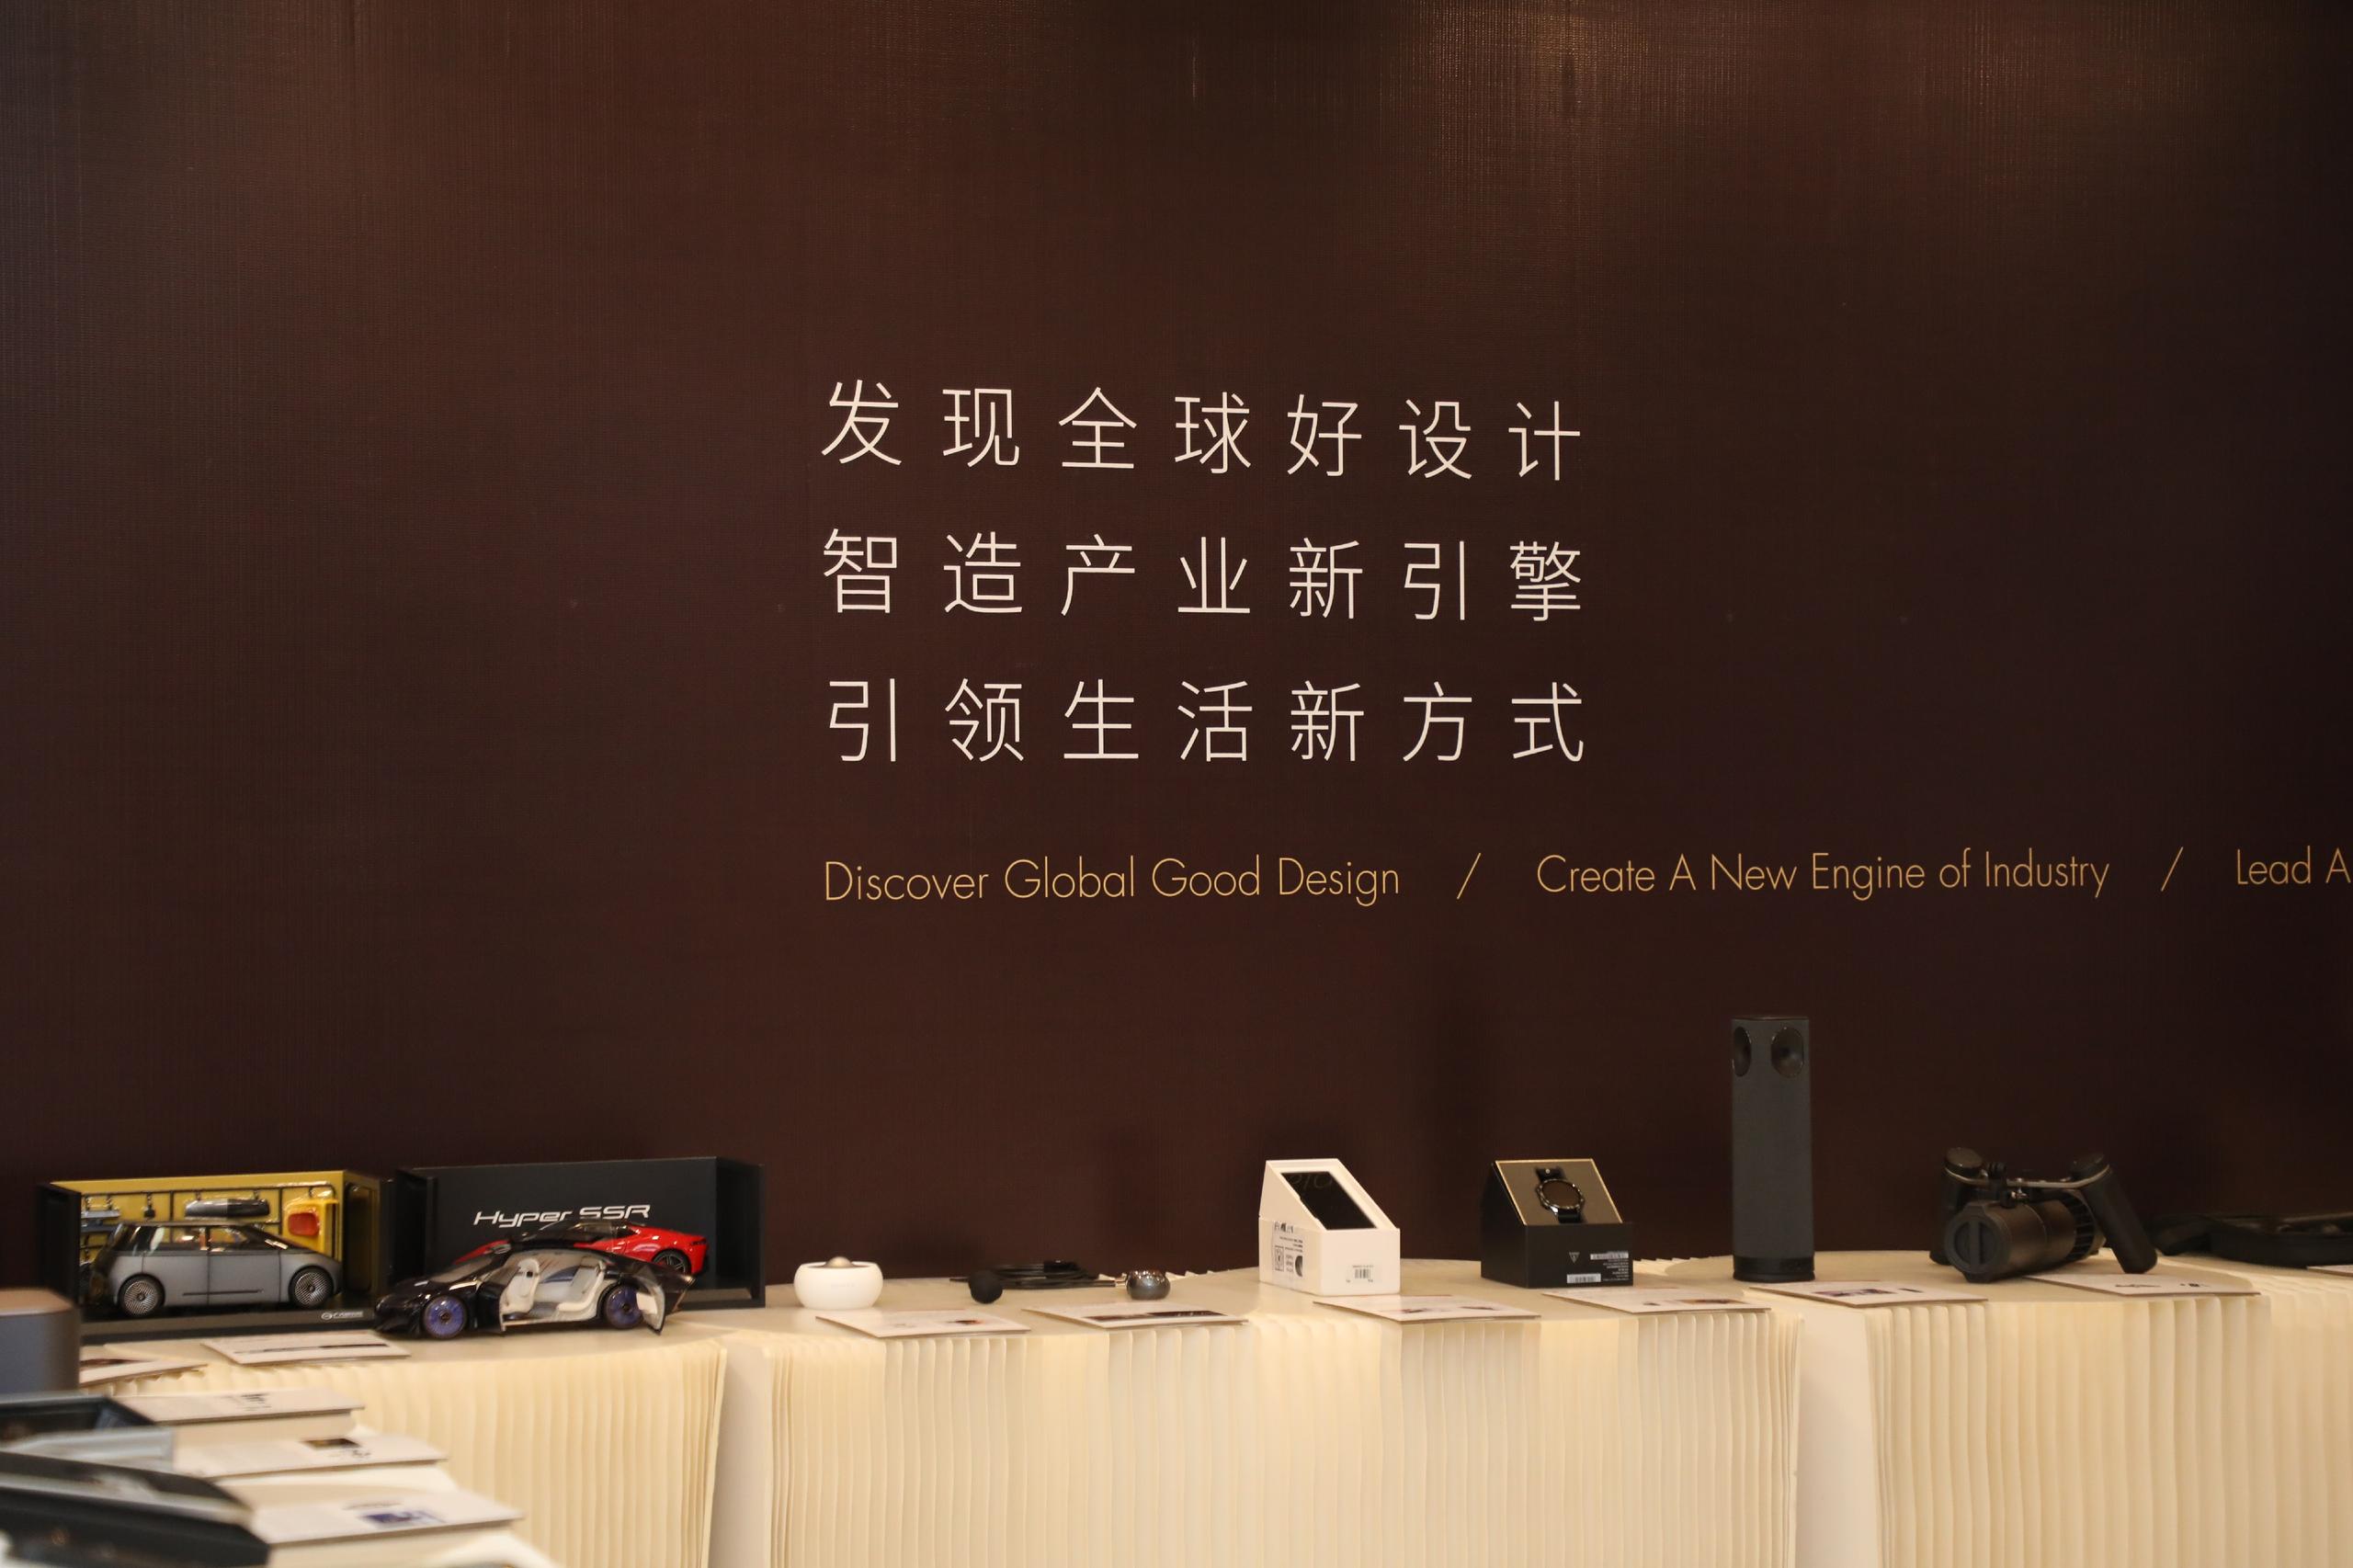 发现全球好设计
智造产业新引擎
引领生活新方式
Discover Global Good Design / Create A New Engine of Industry / Lead A
Hyper SSR